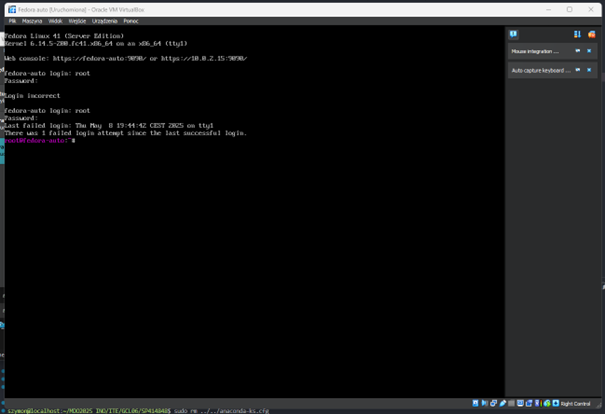 Fedora auto [Uruchomiona] - Oracle VM VirtualBox
Plik Maszyna Widok Wejście Urządzenia Pomoc
Fedora Linux 41 (Server Edition)
Kernel 6.14.5-200.fc41.x86_64 on an x86_64 (tty1)
Web console: https://fedora-auto:9090/ or https://10.0.2.15:9090/
fedora-auto login: root
Password:
Login incorrect
fedora-auto login: root
Password:
Last failed login: Thu May  8 19:44:42 CEST 2025 on tty1
There was 1 failed login attempt since the last successful login.
root@fedora-auto:~#
Mouse integration ...
Auto capture keyboard ...
Right Control
szymon@localhost:~/MDO2025_INO/ITE/GCL06/SP414848$ sudo rm ../../anaconda-ks.cfg